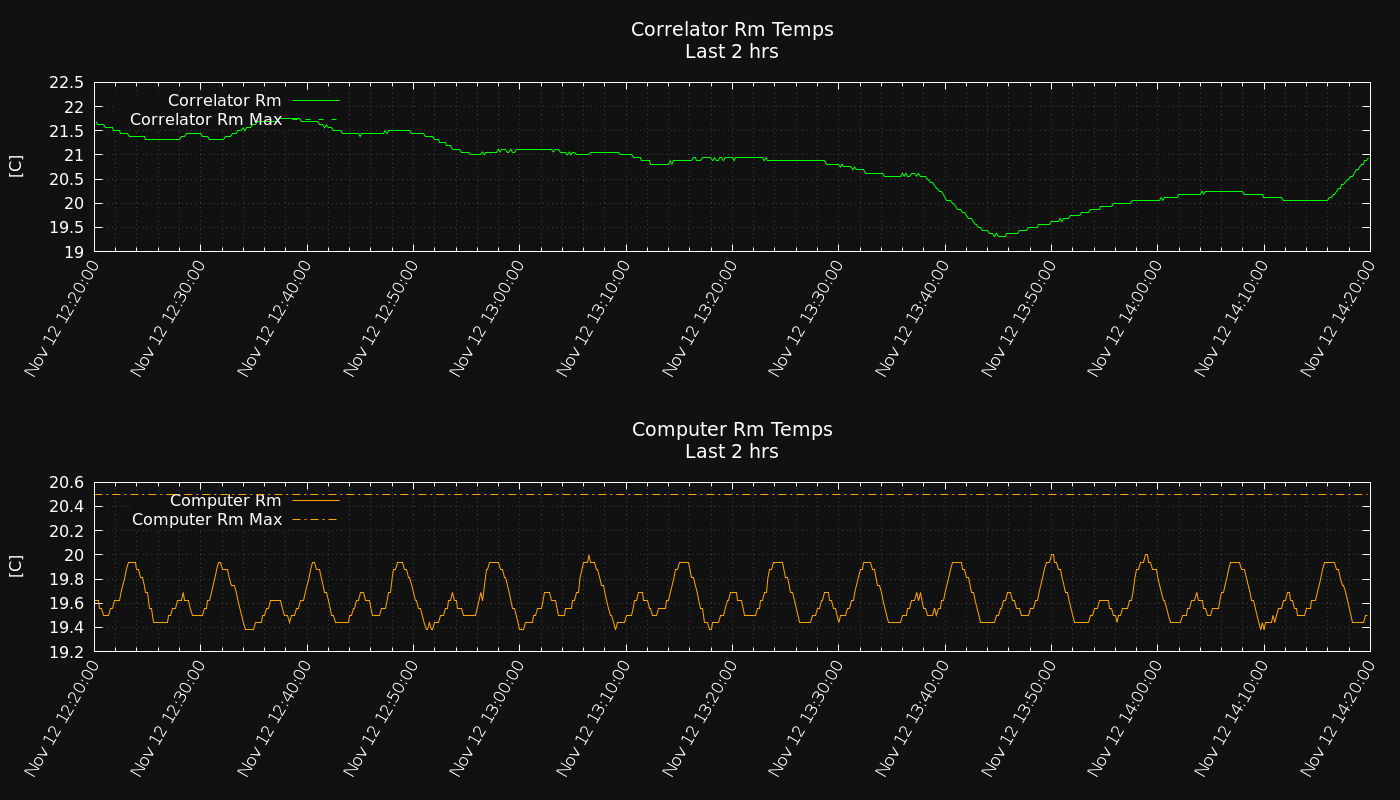 Correlator Rm Temps
Last 2 hrs
22.5
22
21.5
21
20.5
20
19.5
19
[C]
Correlator Rm
Correlator Rm Max
Nov 12 12:20:00
Nov 12 12:30:00
Nov 12 12:40:00
Nov 12 12:50:00
Nov 12 13:00:00
Nov 12 13:10:00
Nov 12 13:20:00
Nov 12 13:30:00
Nov 12 13:40:00
Nov 12 13:50:00
Nov 12 14:00:00
Nov 12 14:10:00
Nov 12 14:20:00
Computer Rm Temps
Last 2 hrs
20.6
20.4
20.2
20
19.8
19.6
19.4
19.2
[C]
Computer Rm
Computer Rm Max
Nov 12 12:20:00
Nov 12 12:30:00
Nov 12 12:40:00
Nov 12 12:50:00
Nov 12 13:00:00
Nov 12 13:10:00
Nov 12 13:20:00
Nov 12 13:30:00
Nov 12 13:40:00
Nov 12 13:50:00
Nov 12 14:00:00
Nov 12 14:10:00
Nov 12 14:20:00